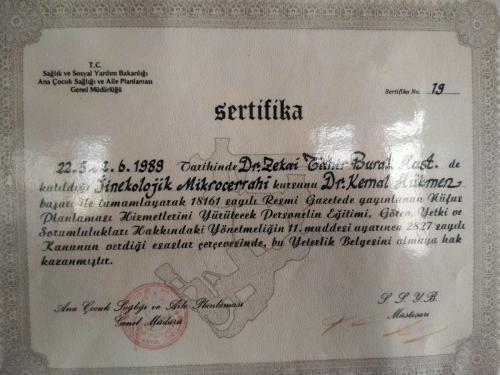 T.C.
Sağlık ve Sosyal Yardım Bakanlığı
Ana Çocuk Sağlığı ve Aile Planlaması
Genel Müdürlüğü
Sertifika No. 19
sertifika
22.5-2.6.1989 Tarihinde Dr. Zekai Tahir Burak Hast. de
katıldığı Jinekolojik Mikrocerrahi kursunu Dr. Kemal Hükmen
başarı ile tamamlayarak 18161 sayılı Resmi Gazetede yayınlanan Nüfus
Planlaması Hizmetlerini Yürütecek Personelin Eğitimi, Görev, Yetki ve
Sorumlulukları Hakkındaki Yönetmeliğin 11. maddesi uyarınca 2827 sayılı
Kanunun verdiği esaslar çerçevesinde, bu Yeterlik Belgesini almaya hak
kazanmıştır.
Ana Çocuk Sağlığı ve Aile Planlaması
Genel Müdürü
S.S.Y.B.
Müsteşarı